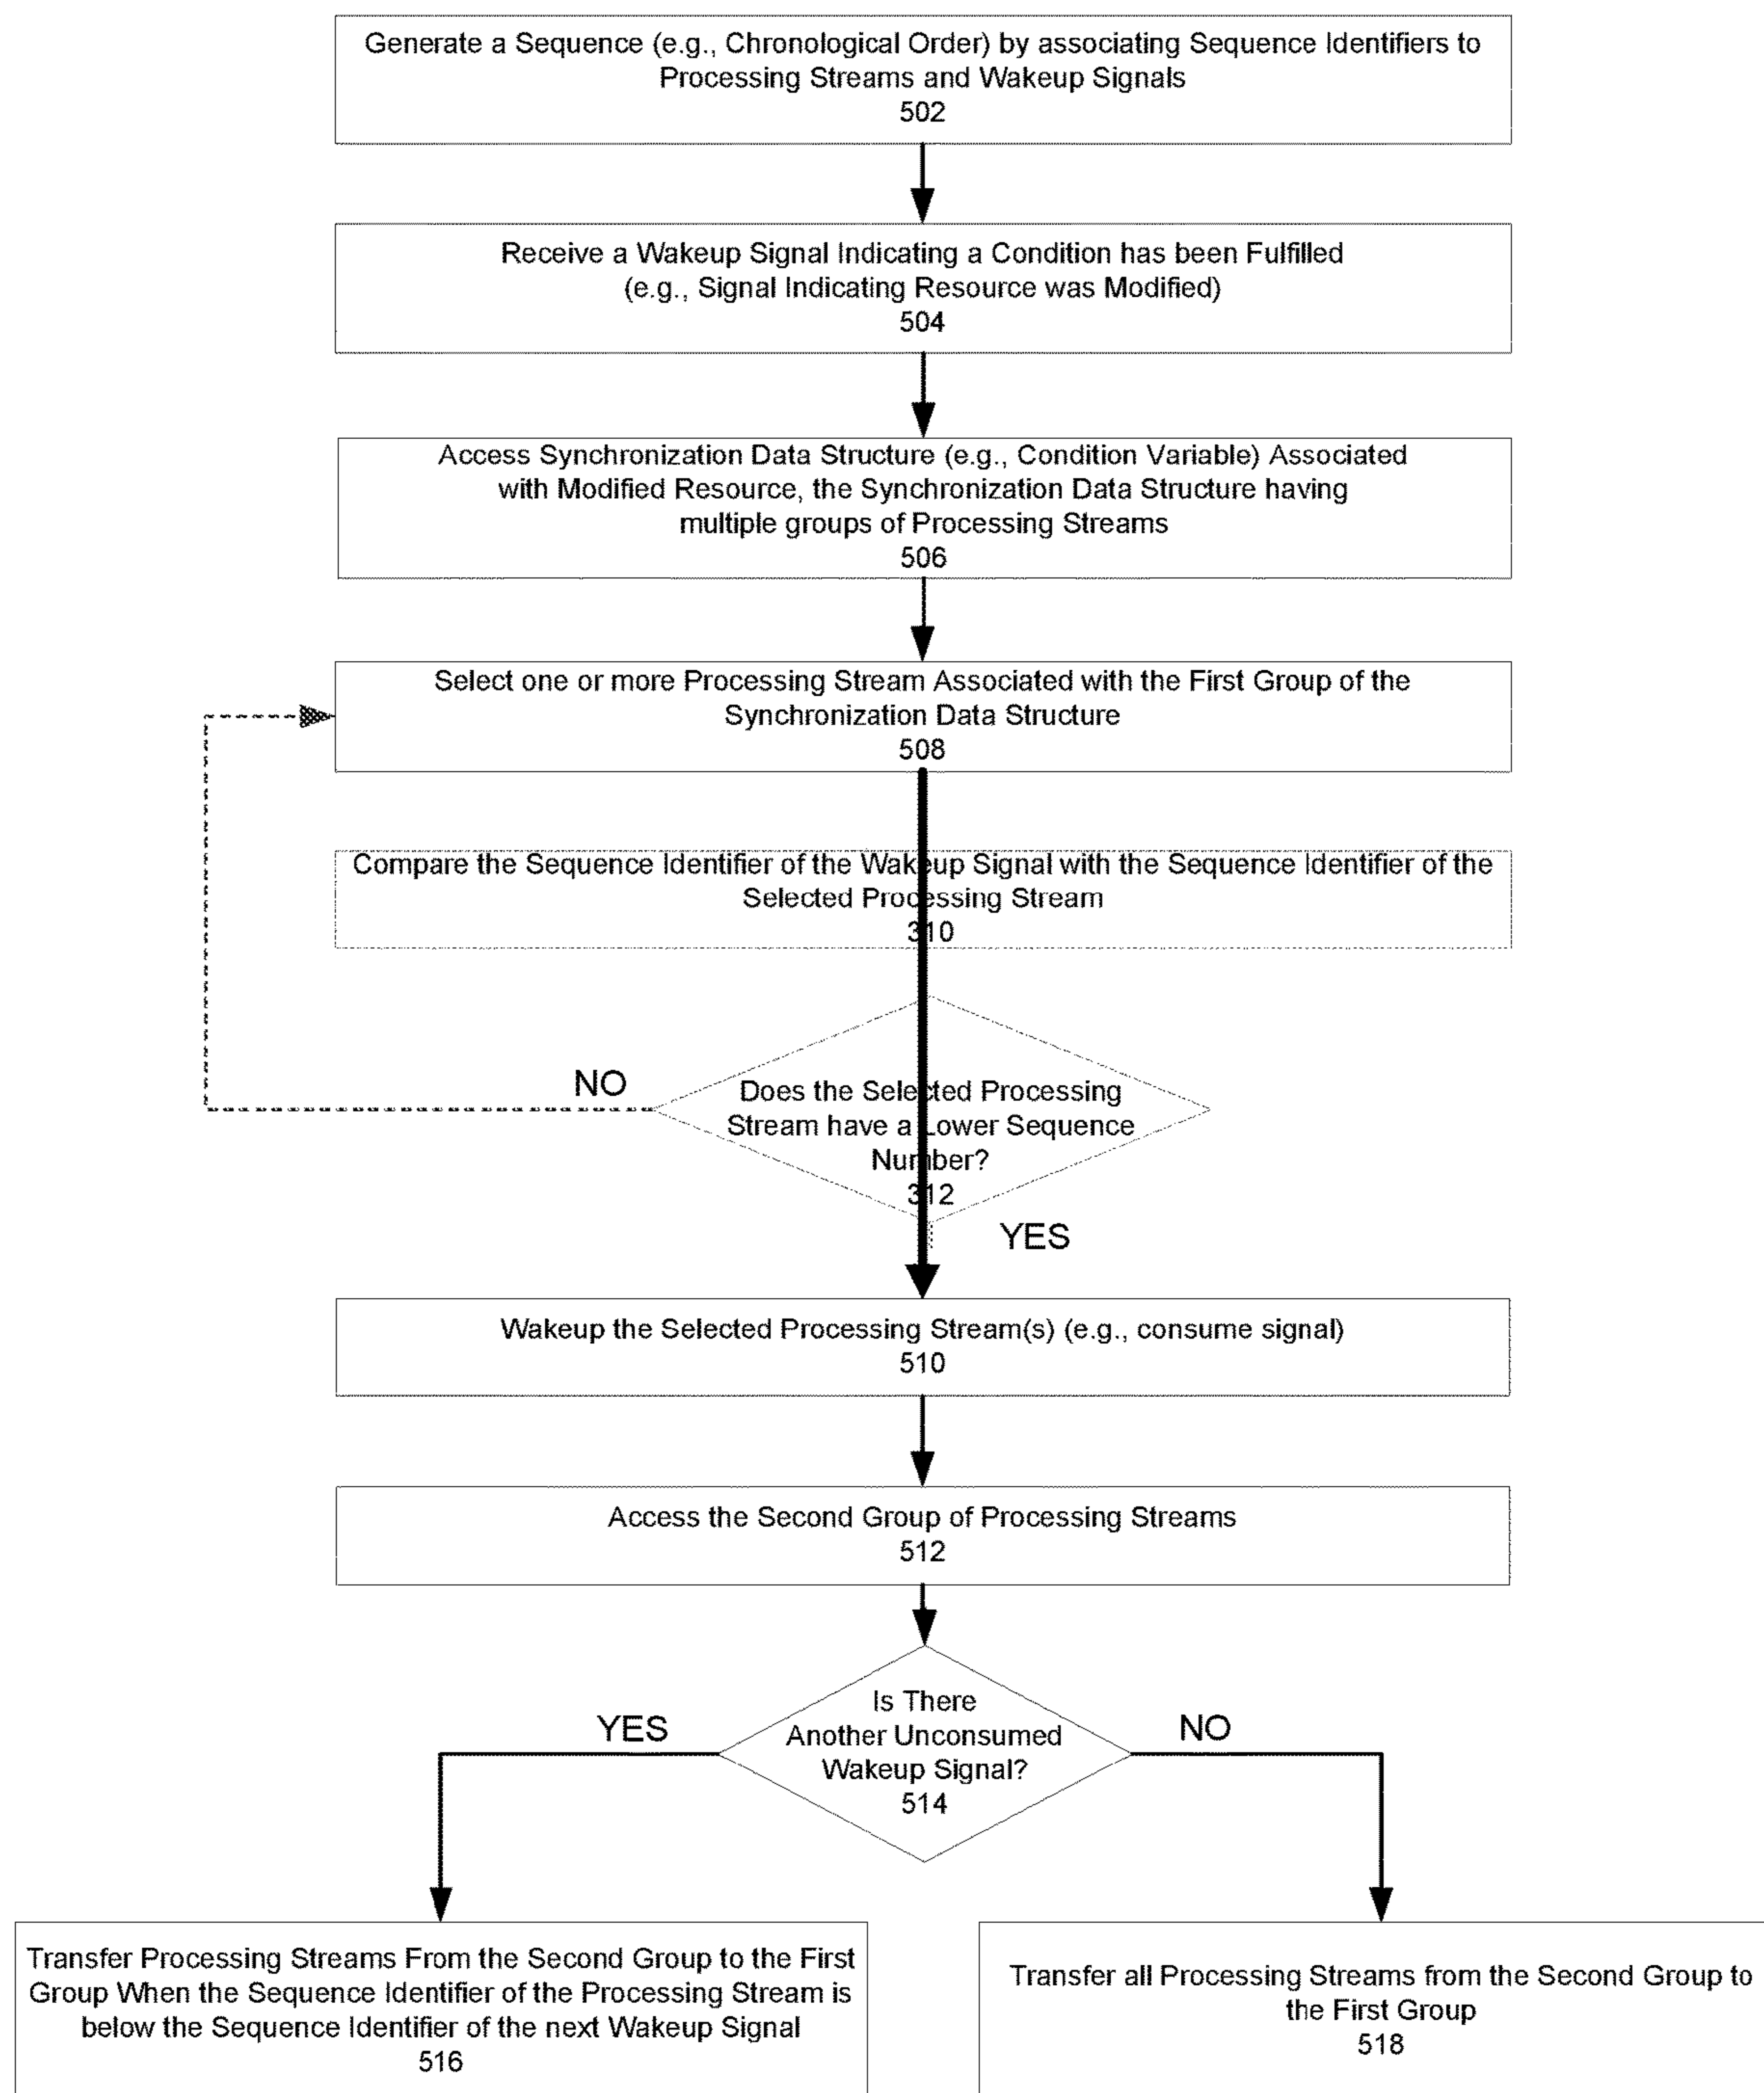 Generate a Sequence (e.g., Chronological Order) by associating Sequence Identifiers to
Processing Streams and Wakeup Signals
502
Receive a Wakeup Signal Indicating a Condition has been Fulfilled
(e.g., Signal Indicating Resource was Modified)
504
Access Synchronization Data Structure (e.g., Condition Variable) Associated
with Modified Resource, the Synchronization Data Structure having
multiple groups of Processing Streams
506
Select one or more Processing Stream Associated with the First Group of the
Synchronization Data Structure
508
Compare the Sequence Identifier of the Wakeup Signal with the Sequence Identifier of the
Selected Processing Stream
310
NO
Does the Selected Processing
Stream have a Lower Sequence
Number?
312
YES
Wakeup the Selected Processing Stream(s) (e.g., consume signal)
510
Access the Second Group of Processing Streams
512
Is There
Another Unconsumed
Wakeup Signal?
514
YES
NO
Transfer Processing Streams From the Second Group to the First
Group When the Sequence Identifier of the Processing Stream is
below the Sequence Identifier of the next Wakeup Signal
516
Transfer all Processing Streams from the Second Group to
the First Group
518